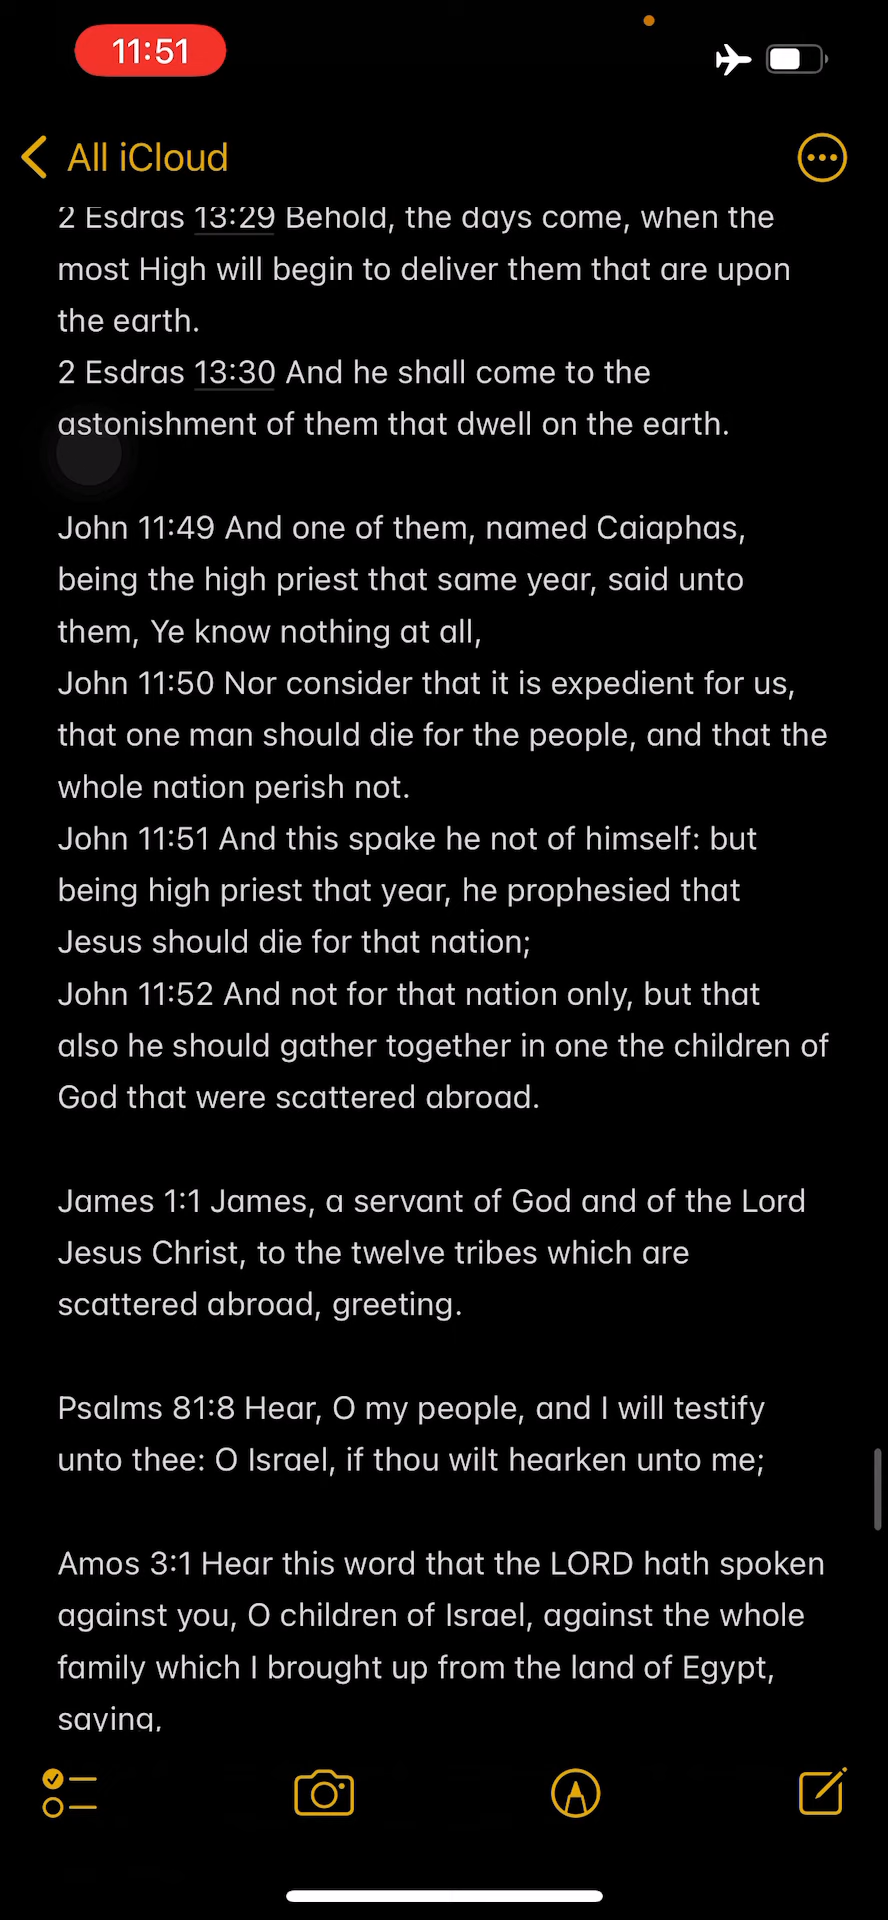 11:51
All iCloud
2 Esdras 13:29 Behold, the days come, when the
most High will begin to deliver them that are upon
the earth.
2 Esdras 13:30 And he shall come to the
astonishment of them that dwell on the earth.
John 11:49 And one of them, named Caiaphas,
being the high priest that same year, said unto
them, Ye know nothing at all,
John 11:50 Nor consider that it is expedient for us,
that one man should die for the people, and that the
whole nation perish not.
John 11:51 And this spake he not of himself: but
being high priest that year, he prophesied that
Jesus should die for that nation;
John 11:52 And not for that nation only, but that
also he should gather together in one the children of
God that were scattered abroad.
James 1:1 James, a servant of God and of the Lord
Jesus Christ, to the twelve tribes which are
scattered abroad, greeting.
Psalms 81:8 Hear, O my people, and I will testify
unto thee: O Israel, if thou wilt hearken unto me;
Amos 3:1 Hear this word that the LORD hath spoken
against you, O children of Israel, against the whole
family which I brought up from the land of Egypt,
saying,